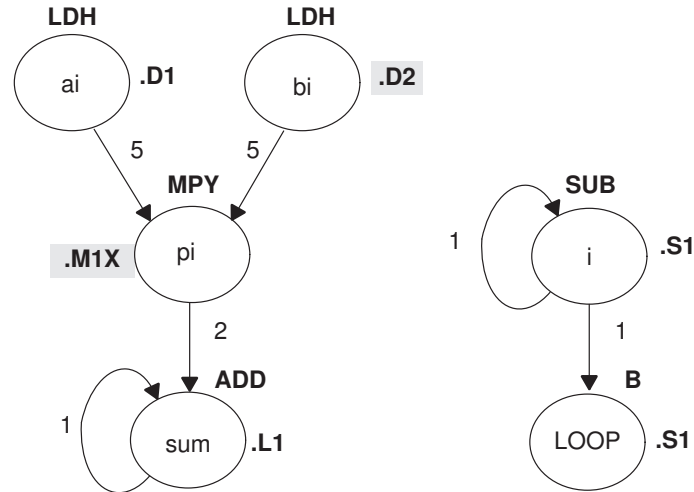 LDH
LDH
ai
.D1
bi
.D2
5
5
MPY
SUB
.M1X
pi
1
i
.S1
2
1
ADD
B
1
sum
.L1
LOOP
.S1